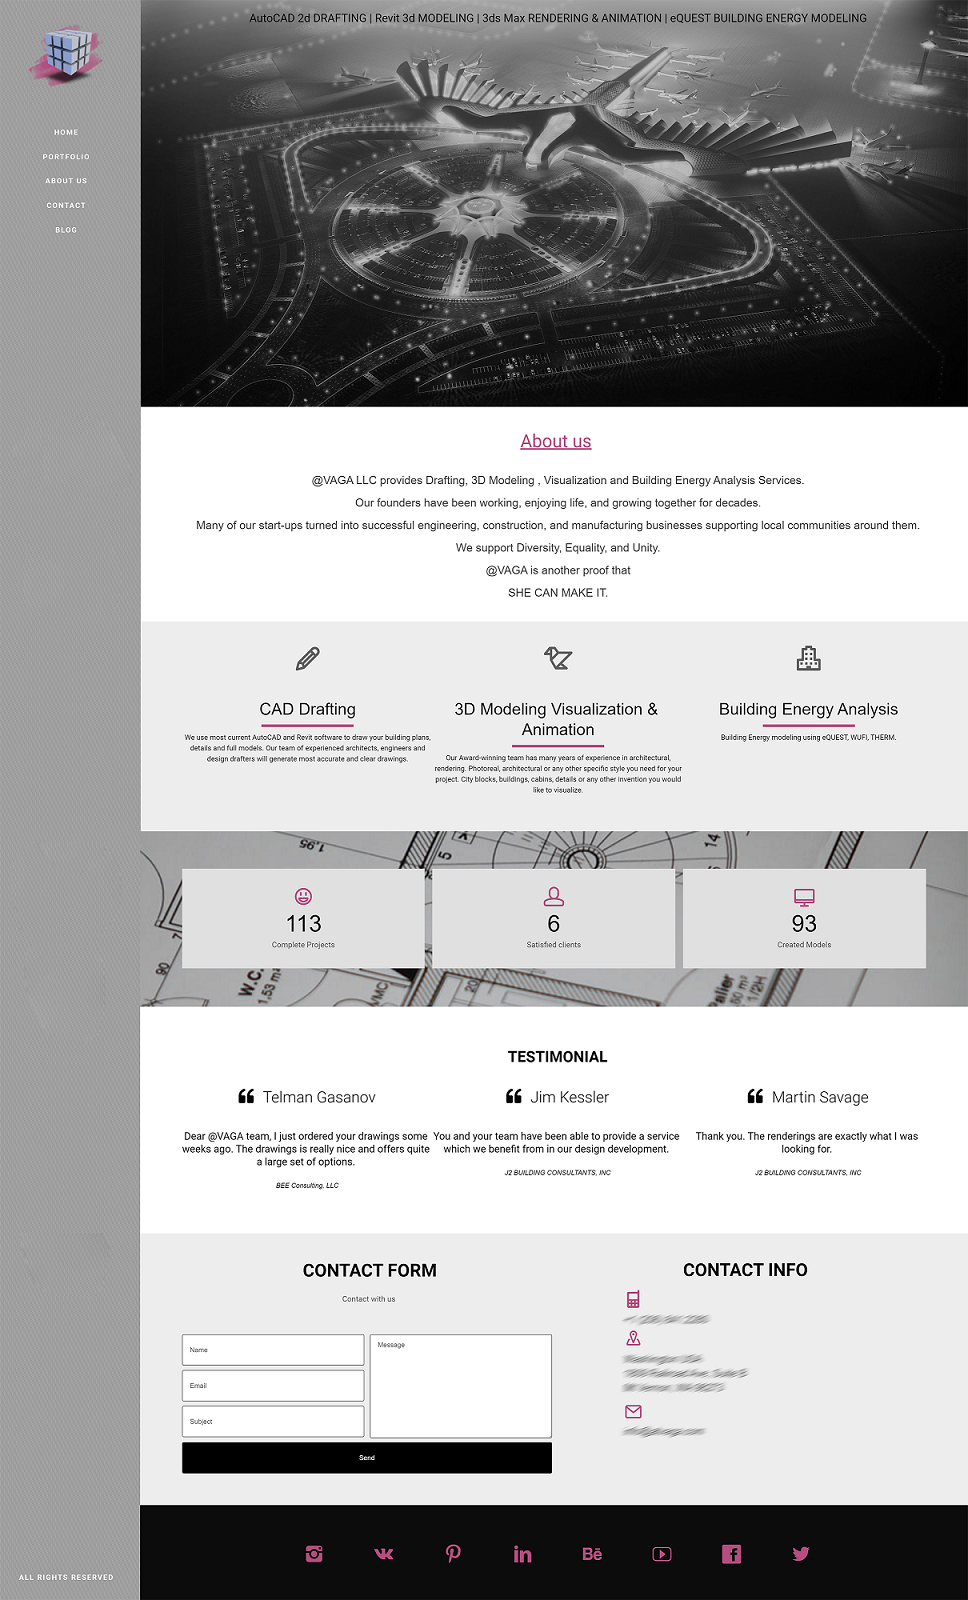 AutoCAD 2d DRAFTING | Revit 3d MODELING | 3ds Max RENDERING & ANIMATION | eQUEST BUILDING ENERGY MODELING
HOME
PORTFOLIO
ABOUT US
CONTACT
BLOG
About us
@VAGA LLC provides Drafting, 3D Modeling , Visualization and Building Energy Analysis Services.
Our founders have been working, enjoying life, and growing together for decades.
Many of our start-ups turned into successful engineering, construction, and manufacturing businesses supporting local communities around them.
We support Diversity, Equality, and Unity.
@VAGA is another proof that
SHE CAN MAKE IT.
CAD Drafting
We use most current AutoCAD and Revit software to draw your building plans,
details and full models. Our team of experienced architects, engineers and
design drafters will generate most accurate and clear drawings.
3D Modeling Visualization &
Animation
Our Award-winning team has many years of experience in architectural,
rendering. Photoreal, architectural or any other specific style you need for your
project. City blocks, buildings, cabins, details or any other invention you would
like to visualize.
Building Energy Analysis
Building Energy modeling using eQUEST, WUFI, THERM.
1,95
5
14
113
Complete Projects
6
Satisfied clients
93
Created Models
90
W.C.
1,53 m²
VMC
Palier
1/2H
TESTIMONIAL
Telman Gasanov
Dear @VAGA team, I just ordered your drawings some
weeks ago. The drawings is really nice and offers quite
a large set of options.
BEE Consulting, LLC
Jim Kessler
You and your team have been able to provide a service
which we benefit from in our design development.
J2 BUILDING CONSULTANTS, INC
Martin Savage
Thank you. The renderings are exactly what I was
looking for.
J2 BUILDING CONSULTANTS, INC
CONTACT FORM
Contact with us
Name
Email
Subject
Message
Send
CONTACT INFO
Bē
ALL RIGHTS RESERVED